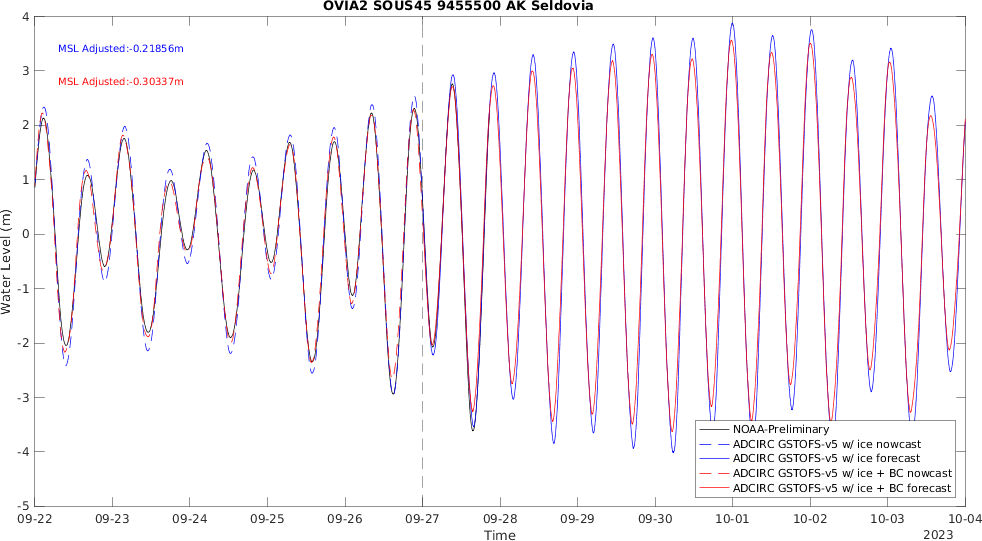 OVIA2 SOUS45 9455500 AK Seldovia
MSL Adjusted:-0.21856m
MSL Adjusted:-0.30337m
Water Level (m)
4
3
2
1
0
-1
-2
-3
-4
-5
NOAA-Preliminary
ADCIRC GSTOFS-v5 w/ ice nowcast
ADCIRC GSTOFS-v5 w/ ice forecast
ADCIRC GSTOFS-v5 w/ ice + BC nowcast
ADCIRC GSTOFS-v5 w/ ice + BC forecast
09-22 09-23 09-24 09-25 09-26 09-27 09-28 09-29 09-30 10-01 10-02 10-03 10-04
Time
2023